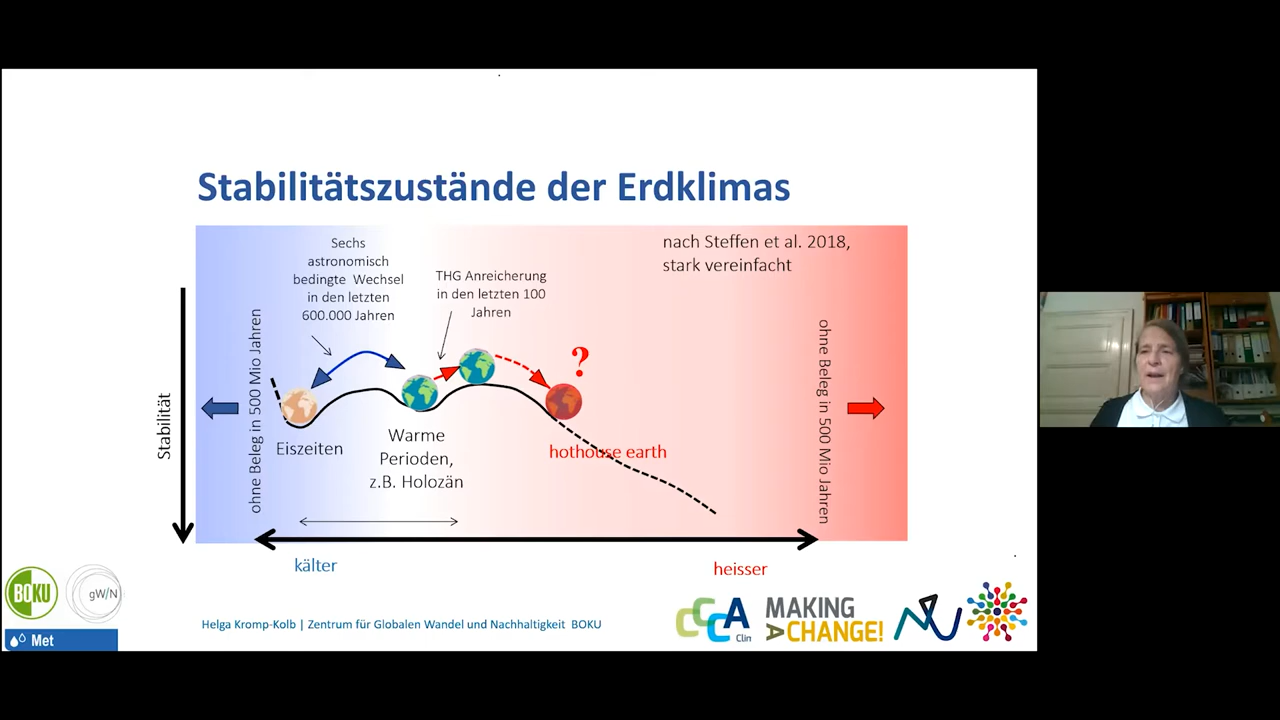 Stabilitätszustände der Erdklimas
nach Steffen et al. 2018,
stark vereinfacht
Sechs
astronomisch
bedingte Wechsel
in den letzten
600.000 Jahren
THG Anreicherung
in den letzten 100
Jahren
?
Stabilität
ohne Beleg in 500 Mio Jahren
ohne Beleg in 500 Mio Jahren
Eiszeiten
Warme
Perioden,
z.B. Holozän
hothouse earth
kälter
heisser
BOKU
gW/N
Met
Helga Kromp-Kolb | Zentrum für Globalen Wandel und Nachhaltigkeit BOKU
CCCA
Clin
MAKING
A CHANGE!